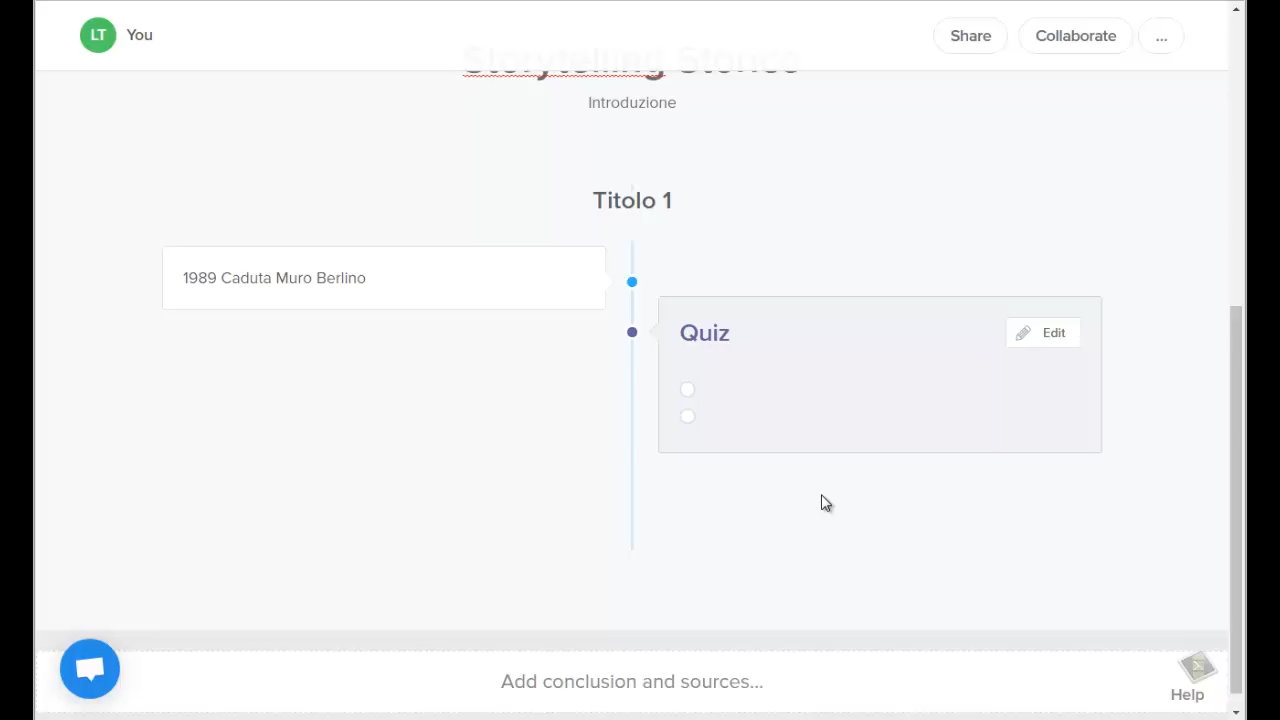 LT You
Share
Collaborate
...
Storytelling Storico
Introduzione
Titolo 1
1989 Caduta Muro Berlino
Quiz
Edit
Add conclusion and sources...
Help